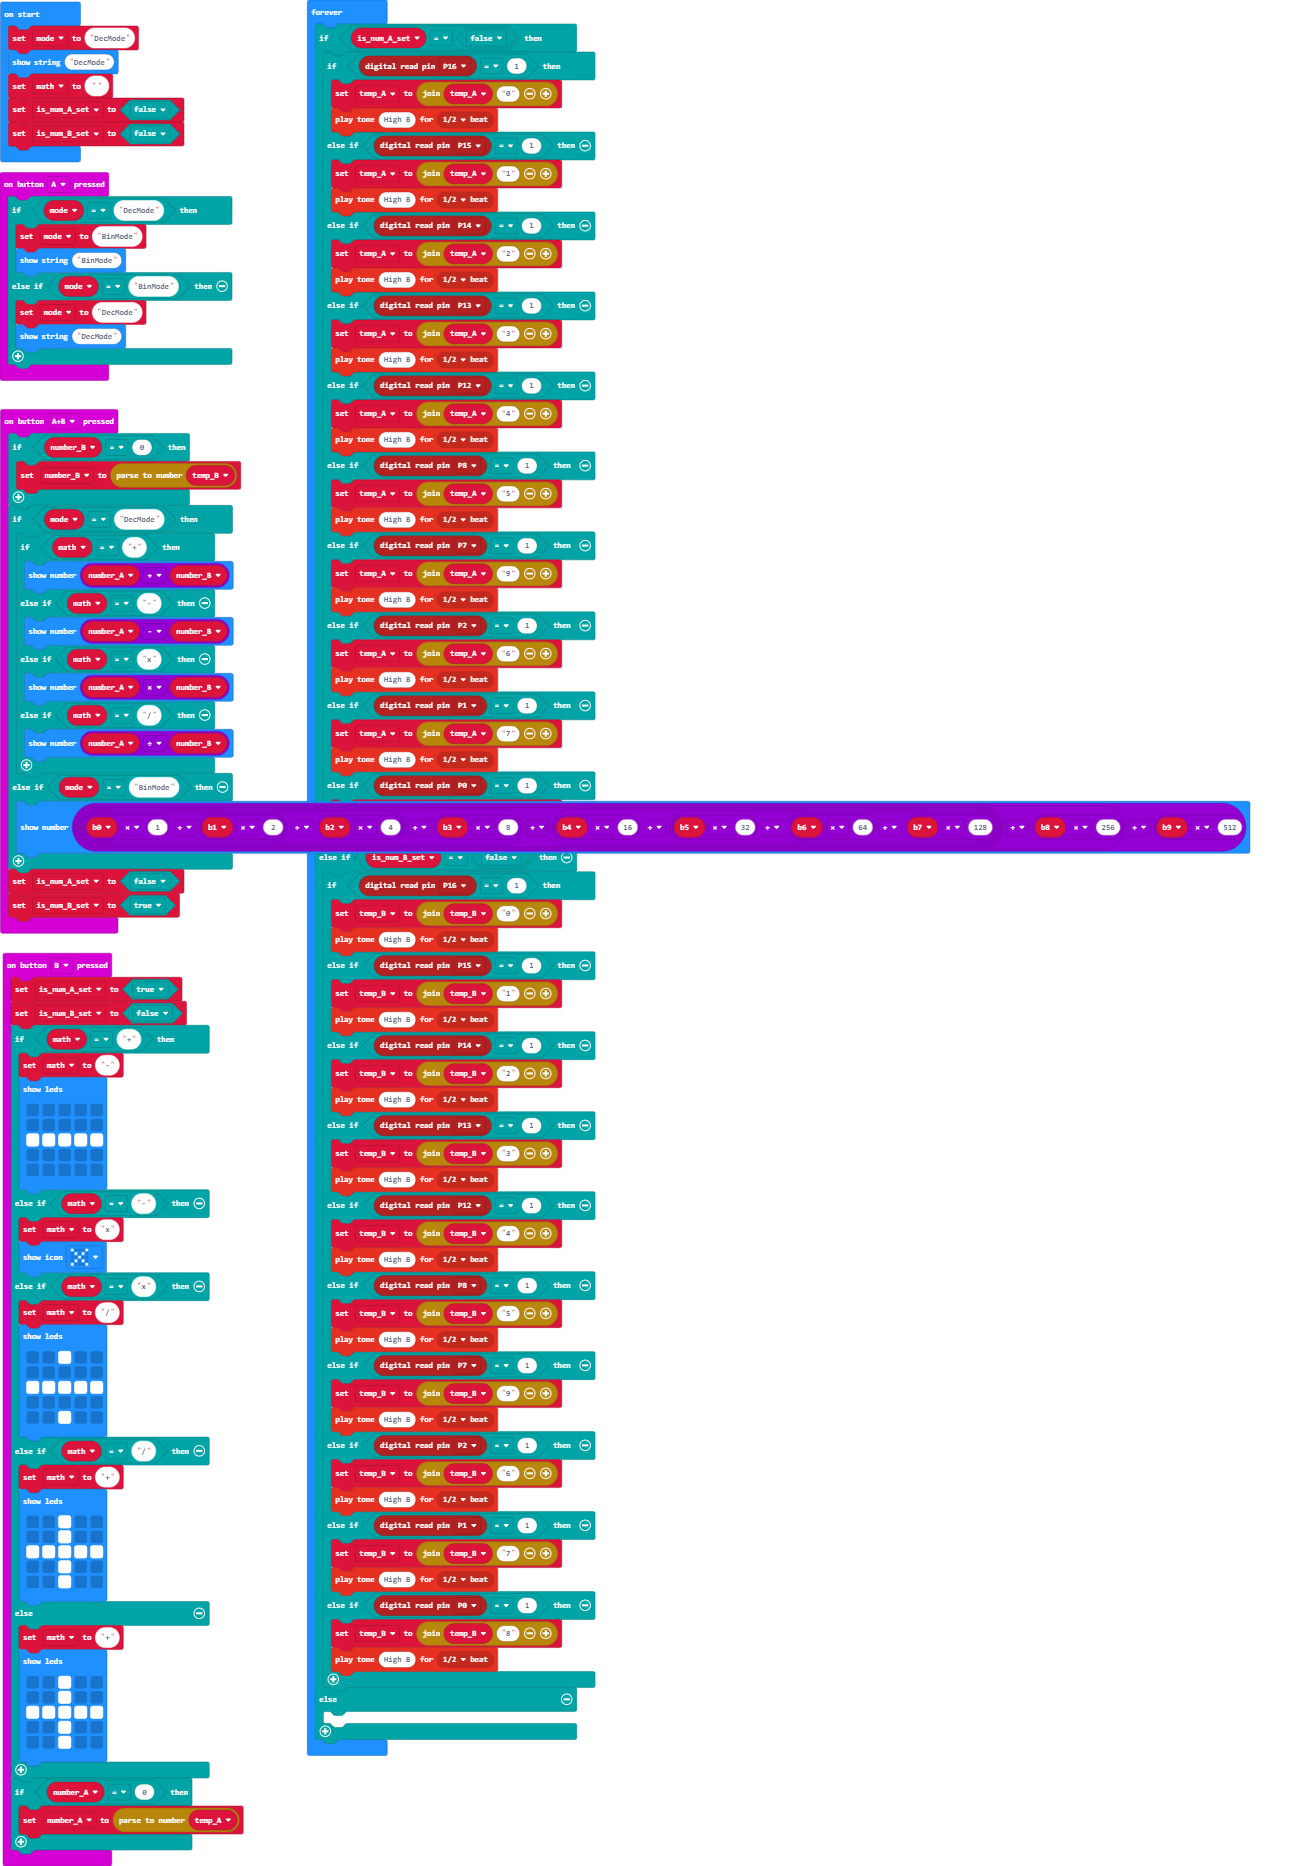 on start
set mode to "DecMode"
show string "DecMode"
set math to ""
set is_num_A_set to false
set is_num_B_set to false
on button A pressed
if mode = "DecMode" then
set mode to "BinMode"
show string "BinMode"
else if mode = "BinMode" then
set mode to "DecMode"
show string "DecMode"
on button A+B pressed
if number_B = 0 then
set number_B to parse to number temp_B
if mode = "DecMode" then
if math = "+" then
show number number_A + number_B
else if math = "-" then
show number number_A - number_B
else if math = "x" then
show number number_A × number_B
else if math = "/" then
show number number_A ÷ number_B
else if mode = "BinMode" then
show number b0 × 1 + b1 × 2 + b2 × 4 + b3 × 8 + b4 × 16 + b5 × 32 + b6 × 64 + b7 × 128 + b8 × 256 + b9 × 512
set is_num_A_set to false
set is_num_B_set to true
on button B pressed
set is_num_A_set to true
set is_num_B_set to false
if math = "+" then
set math to "-"
show leds
else if math = "-" then
set math to "x"
show icon
else if math = "x" then
set math to "/"
show leds
else if math = "/" then
set math to "+"
show leds
else
set math to "+"
show leds
if number_A = 0 then
set number_A to parse to number temp_A
forever
if is_num_A_set = false then
if digital read pin P16 = 1 then
set temp_A to join temp_A "0"
play tone High B for 1/2 beat
else if digital read pin P15 = 1 then
set temp_A to join temp_A "1"
play tone High B for 1/2 beat
else if digital read pin P14 = 1 then
set temp_A to join temp_A "2"
play tone High B for 1/2 beat
else if digital read pin P13 = 1 then
set temp_A to join temp_A "3"
play tone High B for 1/2 beat
else if digital read pin P12 = 1 then
set temp_A to join temp_A "4"
play tone High B for 1/2 beat
else if digital read pin P8 = 1 then
set temp_A to join temp_A "5"
play tone High B for 1/2 beat
else if digital read pin P7 = 1 then
set temp_A to join temp_A "9"
play tone High B for 1/2 beat
else if digital read pin P2 = 1 then
set temp_A to join temp_A "6"
play tone High B for 1/2 beat
else if digital read pin P1 = 1 then
set temp_A to join temp_A "7"
play tone High B for 1/2 beat
else if digital read pin P0 = 1 then
else if is_num_B_set = false then
if digital read pin P16 = 1 then
set temp_B to join temp_B "0"
play tone High B for 1/2 beat
else if digital read pin P15 = 1 then
set temp_B to join temp_B "1"
play tone High B for 1/2 beat
else if digital read pin P14 = 1 then
set temp_B to join temp_B "2"
play tone High B for 1/2 beat
else if digital read pin P13 = 1 then
set temp_B to join temp_B "3"
play tone High B for 1/2 beat
else if digital read pin P12 = 1 then
set temp_B to join temp_B "4"
play tone High B for 1/2 beat
else if digital read pin P8 = 1 then
set temp_B to join temp_B "5"
play tone High B for 1/2 beat
else if digital read pin P7 = 1 then
set temp_B to join temp_B "9"
play tone High B for 1/2 beat
else if digital read pin P2 = 1 then
set temp_B to join temp_B "6"
play tone High B for 1/2 beat
else if digital read pin P1 = 1 then
set temp_B to join temp_B "7"
play tone High B for 1/2 beat
else if digital read pin P0 = 1 then
set temp_B to join temp_B "8"
play tone High B for 1/2 beat
else